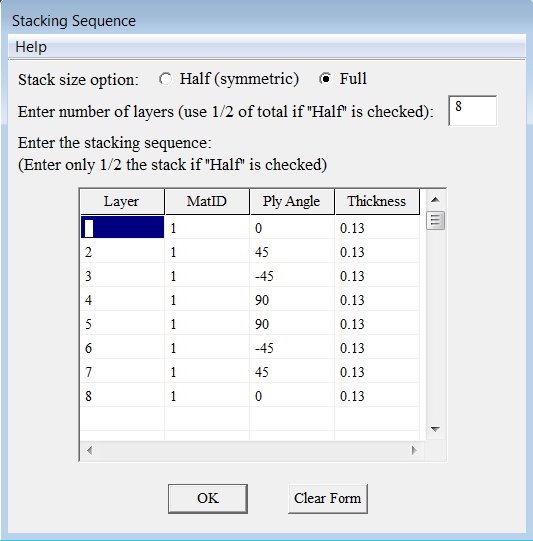 Stacking Sequence
Help
Stack size option: Half (symmetric) Full
Enter number of layers (use 1/2 of total if "Half" is checked): 8
Enter the stacking sequence:
(Enter only 1/2 the stack if "Half" is checked)
Layer MatID Ply Angle Thickness
1 0 0.13
2 1 45 0.13
3 1 -45 0.13
4 1 90 0.13
5 1 90 0.13
6 1 -45 0.13
7 1 45 0.13
8 1 0 0.13
OK Clear Form